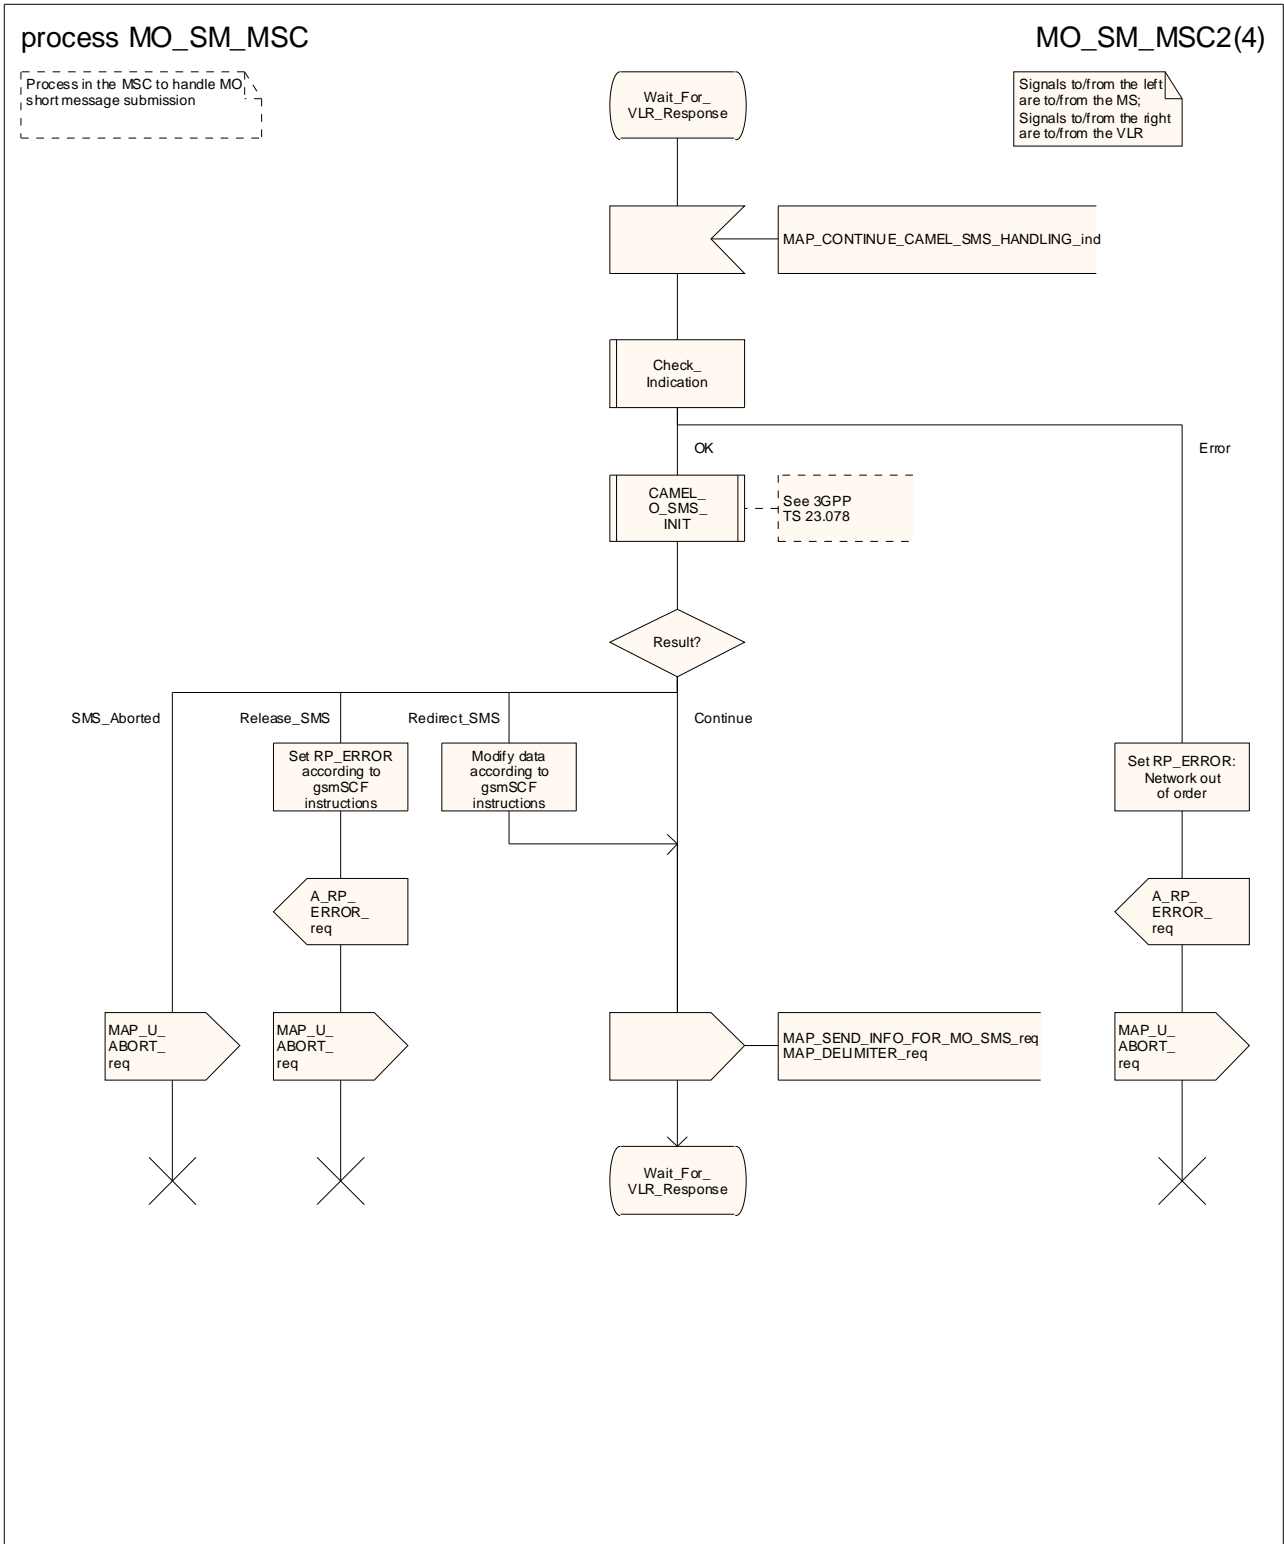 process MO_SM_MSC
MO_SM_MSC2(4)
Process in the MSC to handle MO
short message submission
Signals to/from the left
are to/from the MS;
Signals to/from the right
are to/from the VLR
Wait_For_
VLR_Response
MAP_CONTINUE_CAMEL_SMS_HANDLING_ind
Check_
Indication
OK
Error
CAMEL_
O_SMS_
INIT
See 3GPP
TS 23.078
Result?
SMS_Aborted
Release_SMS
Redirect_SMS
Continue
Set RP_ERROR
according to
gsmSCF
instructions
Modify data
according to
gsmSCF
instructions
Set RP_ERROR:
Network out
of order
A_RP_
ERROR_
req
A_RP_
ERROR_
req
MAP_U_
ABORT_
req
MAP_U_
ABORT_
req
MAP_SEND_INFO_FOR_MO_SMS_req
MAP_DELIMITER_req
MAP_U_
ABORT_
req
Wait_For_
VLR_Response